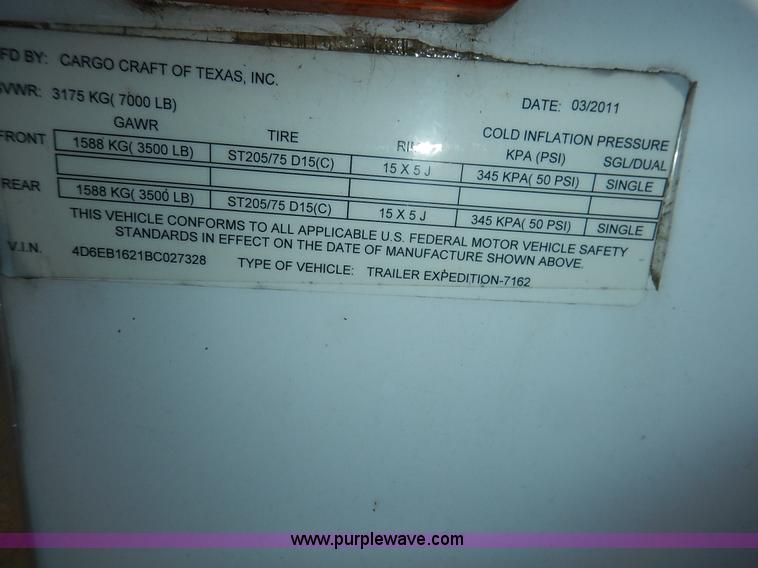 FD BY: CARGO CRAFT OF TEXAS, INC.
GVWR: 3175 KG( 7000 LB) DATE: 03/2011
GAWR TIRE RI COLD INFLATION PRESSURE
KPA (PSI) SGL/DUAL
FRONT 1588 KG( 3500 LB) ST205/75 D15(C) 15 X 5 J 345 KPA( 50 PSI) SINGLE
REAR 1588 KG( 3500 LB) ST205/75 D15(C) 15 X 5 J 345 KPA( 50 PSI) SINGLE
THIS VEHICLE CONFORMS TO ALL APPLICABLE U.S. FEDERAL MOTOR VEHICLE SAFETY
STANDARDS IN EFFECT ON THE DATE OF MANUFACTURE SHOWN ABOVE.
V.I.N. 4D6EB1621BC027328 TYPE OF VEHICLE: TRAILER EXPEDITION-7162
www.purplewave.com